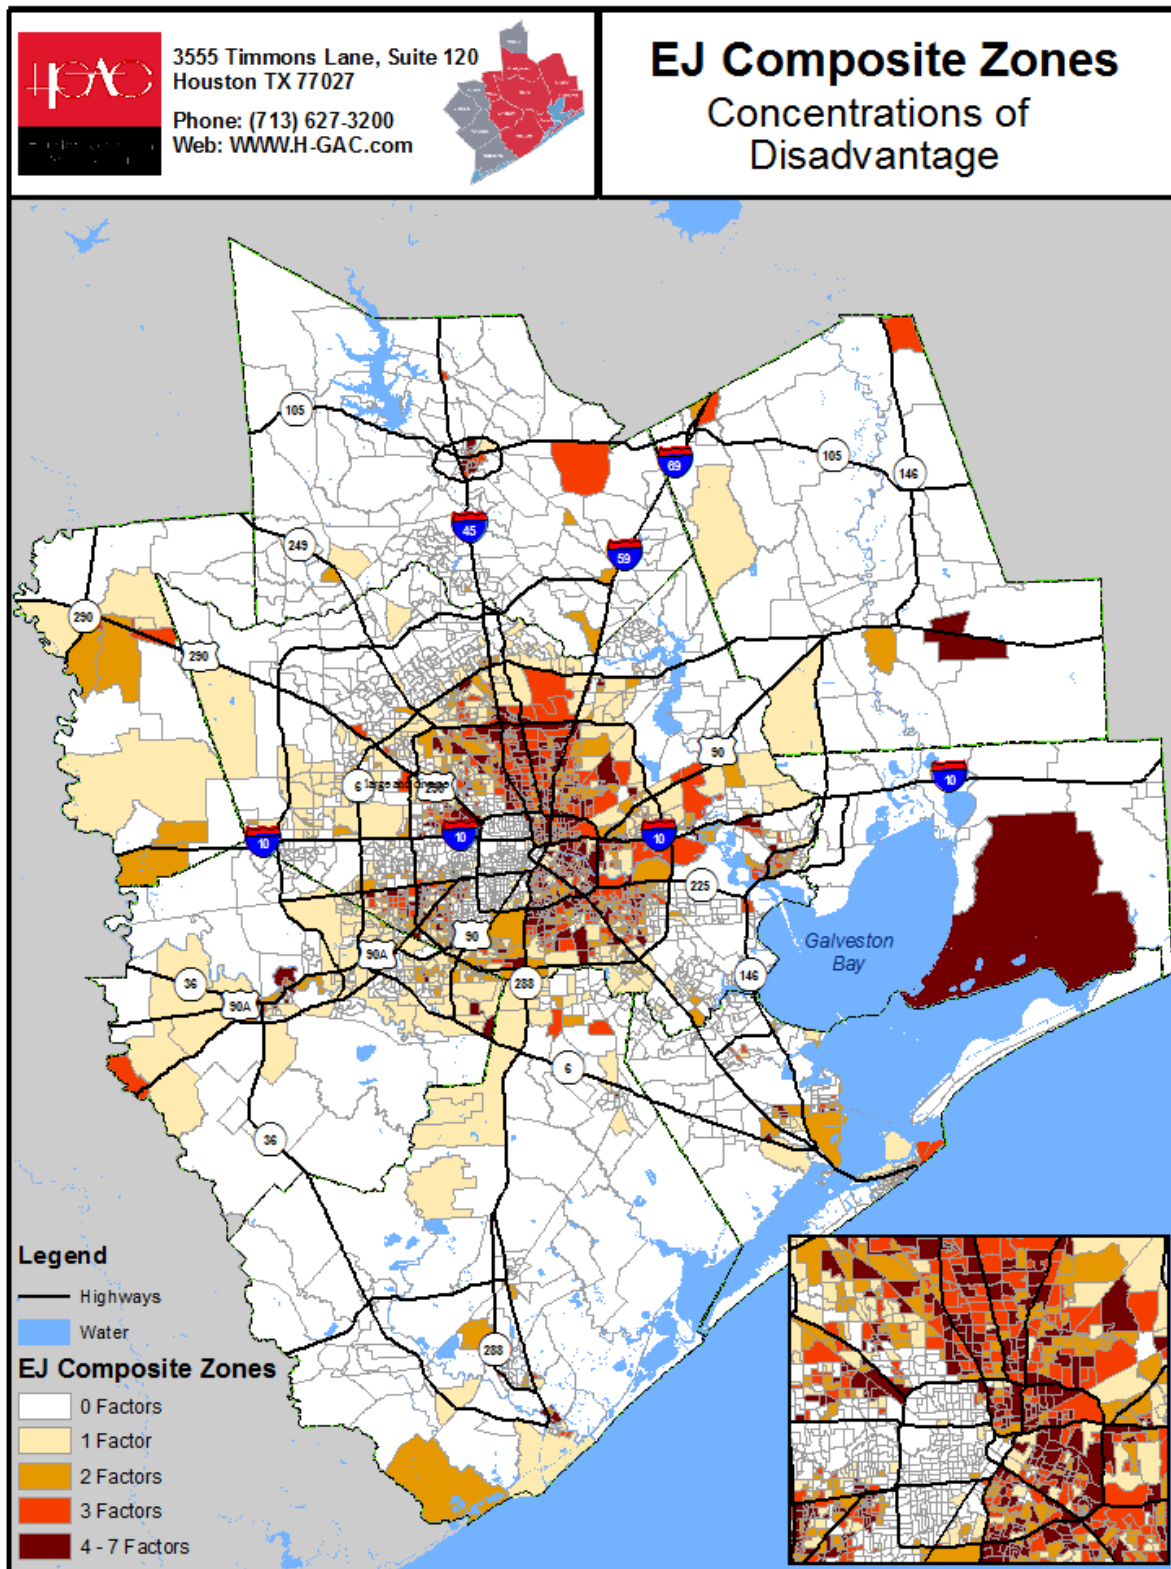 HGAC
3555 Timmons Lane, Suite 120
Houston TX 77027
Phone: (713) 627-3200
Web: WWW.H-GAC.com
EJ Composite Zones
Concentrations of
Disadvantage
105
69
105
146
45
249
59
290
290
90
6
290
10
10
10
10
225
90
90A
Galveston
Bay
36
90A
288
146
6
36
288
Legend
Highways
Water
EJ Composite Zones
0 Factors
1 Factor
2 Factors
3 Factors
4 - 7 Factors